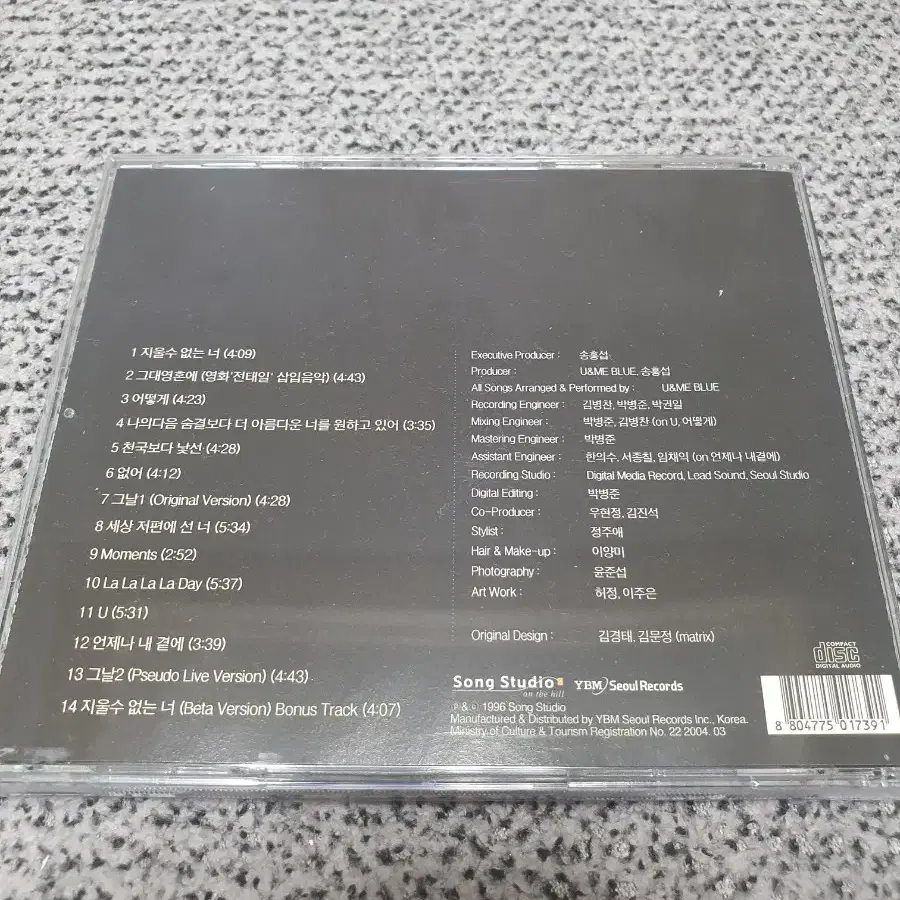 1 지울수 없는 너 (4:09)
2 그대영혼에 (영화'전태일' 삽입음악) (4:43)
3 어떻게 (4:23)
4 나의다음 숨결보다 더 아름다운 너를 원하고 있어 (3:35)
5 천국보다 낯선 (4:28)
6 없어 (4:12)
7 그날1 (Original Version) (4:28)
8 세상 저편에 선 너 (5:34)
9 Moments (2:52)
10 La La La La Day (5:37)
11 U (5:31)
12 언제나 내 곁에 (3:39)
13 그날2 (Pseudo Live Version) (4:43)
14 지울수 없는 너 (Beta Version) Bonus Track (4:07)
Executive Producer : 송홍섭
Producer : U&ME BLUE, 송홍섭
All Songs Arranged & Performed by : U&ME BLUE
Recording Engineer : 김병찬, 박병준, 박권일
Mixing Engineer : 박병준, 김병찬 (on U, 어떻게)
Mastering Engineer : 박병준
Assistant Engineer : 한의수, 서종칠, 임채익 (on 언제나 내곁에)
Recording Studio : Digital Media Record, Lead Sound, Seoul Studio
Digital Editing : 박병준
Co-Producer : 우현정, 김진석
Stylist : 정주애
Hair & Make-up : 이양미
Photography : 윤준섭
Art Work : 허정, 이주은
Original Design : 김경태, 김문정 (matrix)
Song Studio on the hill
YBM Seoul Records
℗ & © 1996 Song Studio
Manufactured & Distributed by YBM Seoul Records Inc., Korea.
Ministry of Culture & Tourism Registration No. 22 2004. 03
COMPACT disc DIGITAL AUDIO
8 804775 017391